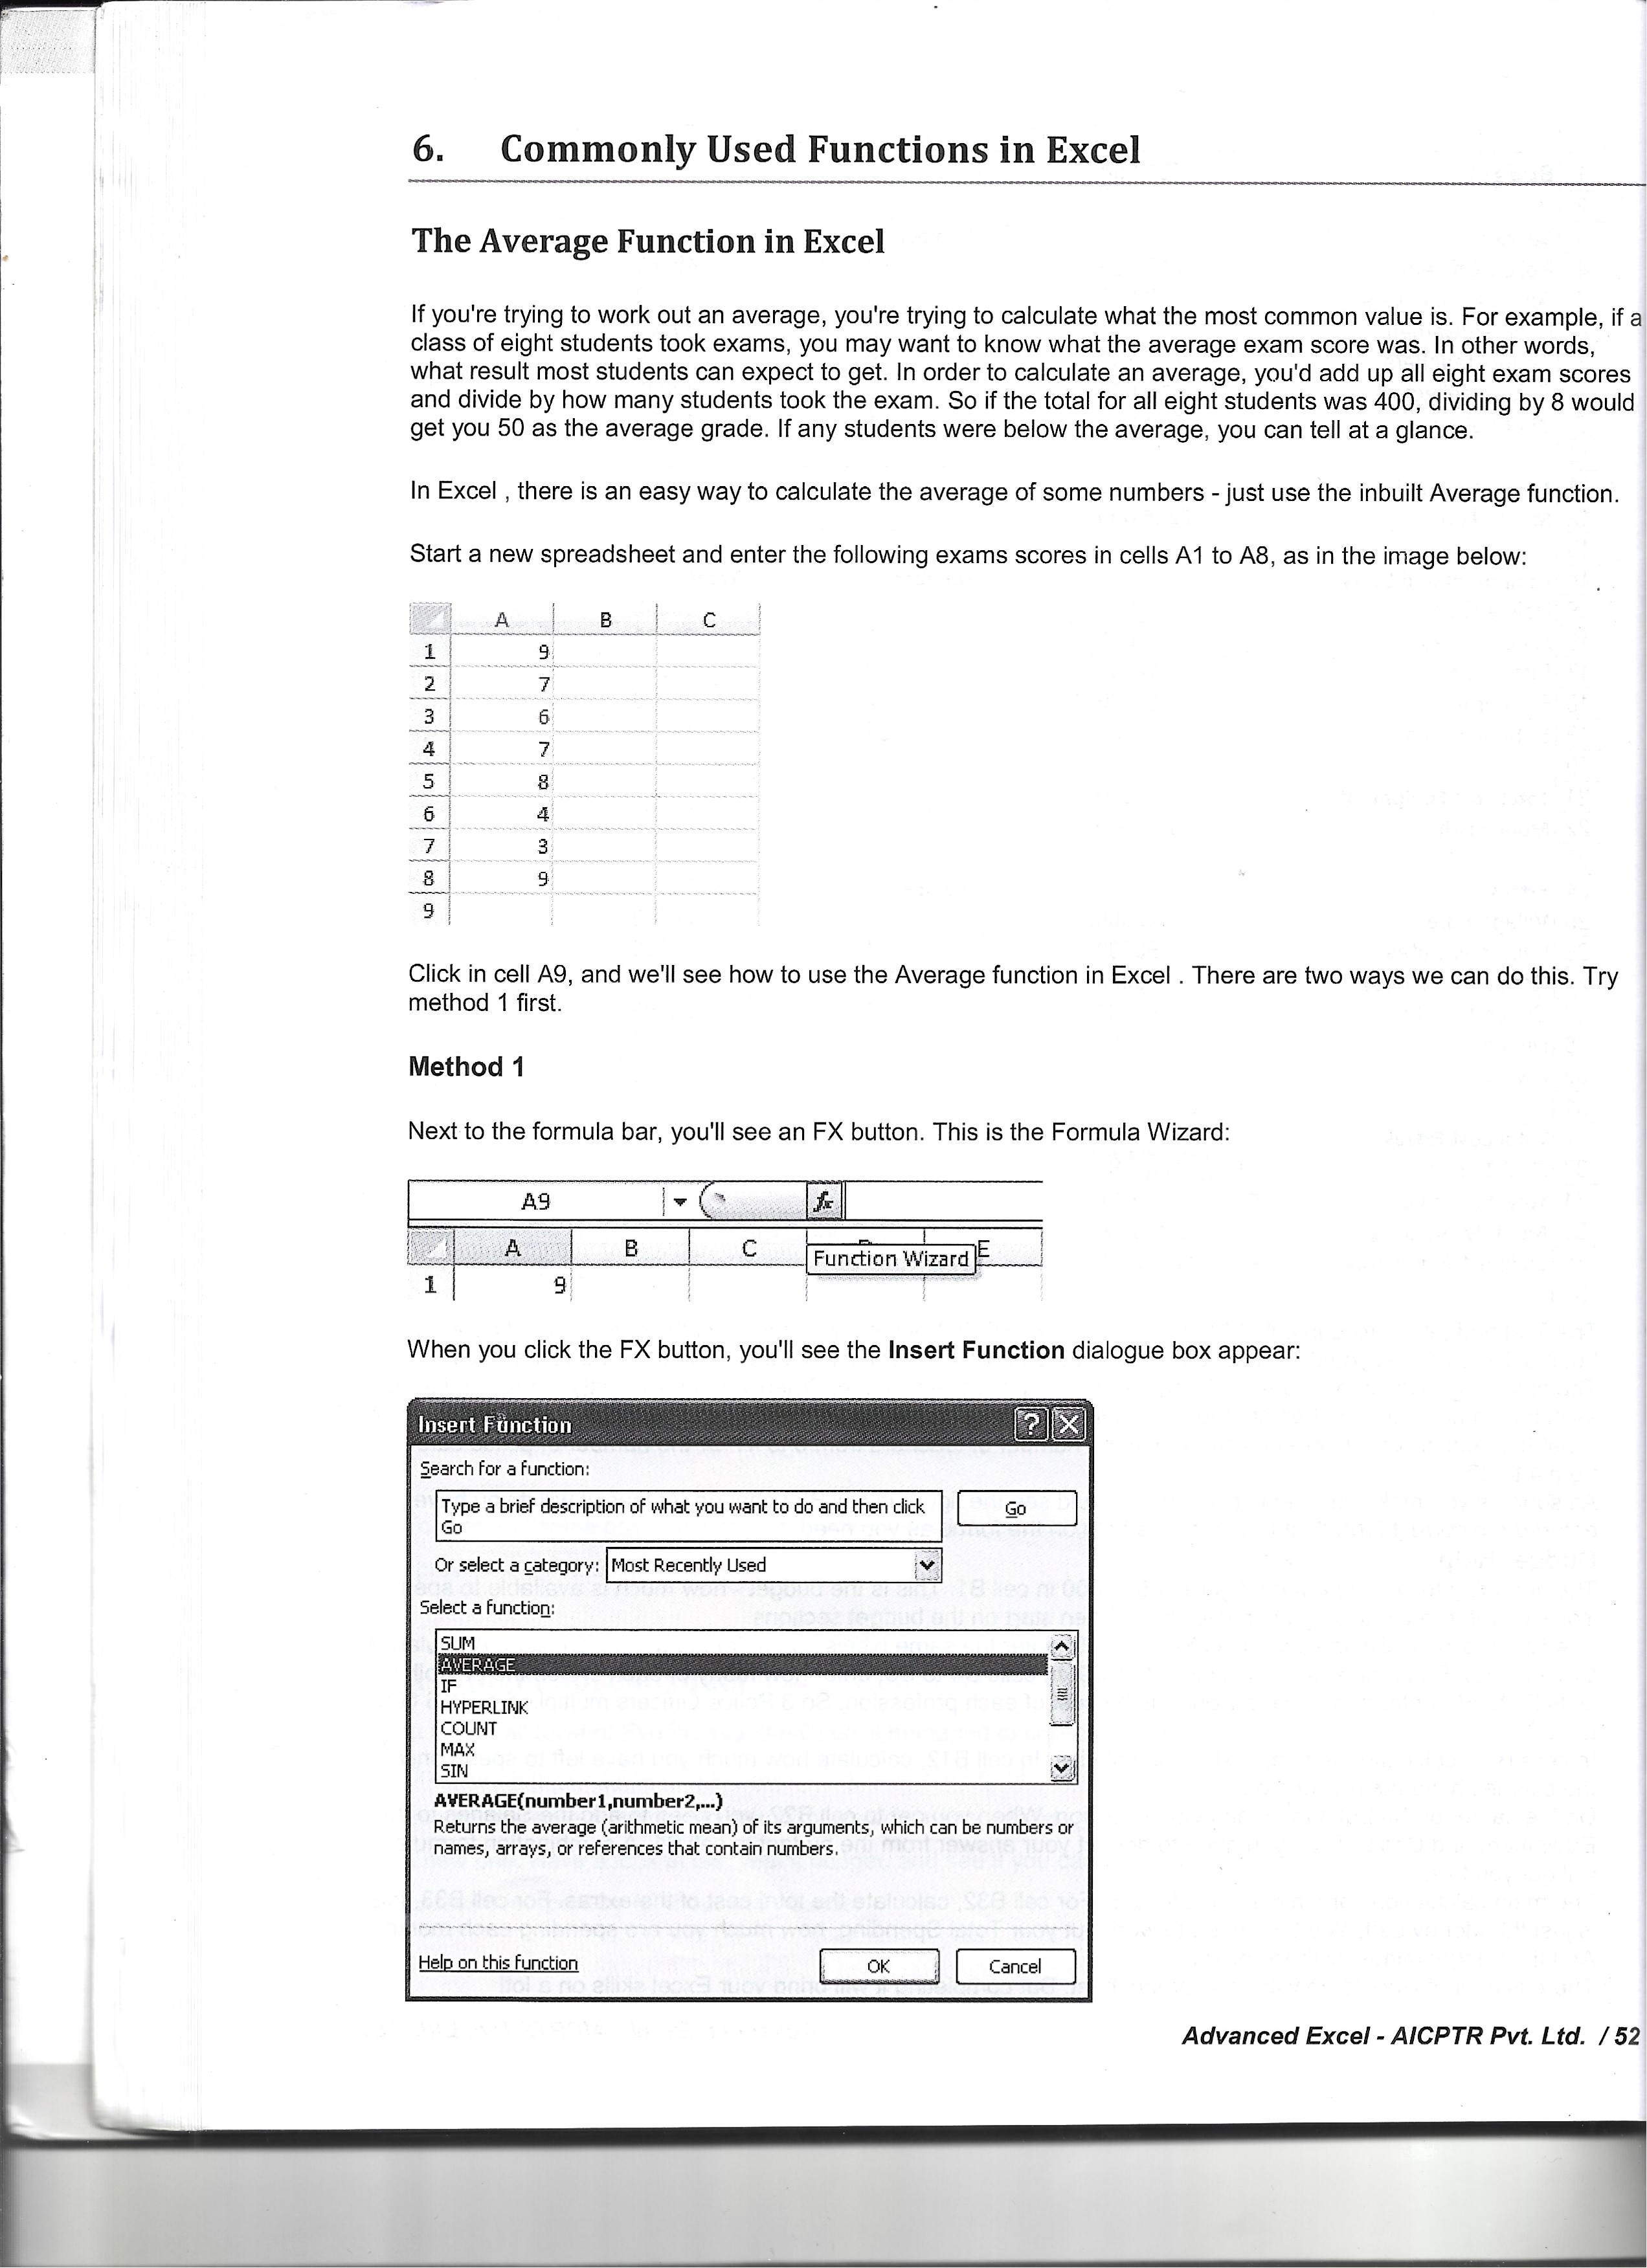 6. Commonly Used Functions in Excel
The Average Function in Excel
If you're trying to work out an average, you're trying to calculate what the most common value is. For example, if a
class of eight students took exams, you may want to know what the average exam score was. In other words,
what result most students can expect to get. In order to calculate an average, you'd add up all eight exam scores
and divide by how many students took the exam. So if the total for all eight students was 400, dividing by 8 would
get you 50 as the average grade. If any students were below the average, you can tell at a glance.
In Excel , there is an easy way to calculate the average of some numbers - just use the inbuilt Average function.
Start a new spreadsheet and enter the following exams scores in cells A1 to A8, as in the image below:
A B C
1 9
2 7
3 6
4 7
5 8
6 4
7 3
8 9
9
Click in cell A9, and we'll see how to use the Average function in Excel . There are two ways we can do this. Try
method 1 first.
Method 1
Next to the formula bar, you'll see an FX button. This is the Formula Wizard:
A9 fx
A B C E
Function Wizard
1 9
When you click the FX button, you'll see the Insert Function dialogue box appear:
Insert Function ? X
Search for a function:
Type a brief description of what you want to do and then click
Go
Go
Or select a category: Most Recently Used
Select a function:
SUM
AVERAGE
IF
HYPERLINK
COUNT
MAX
SIN
AVERAGE(number1,number2,...)
Returns the average (arithmetic mean) of its arguments, which can be numbers or
names, arrays, or references that contain numbers.
Help on this function OK Cancel
Advanced Excel - AICPTR Pvt. Ltd. / 52